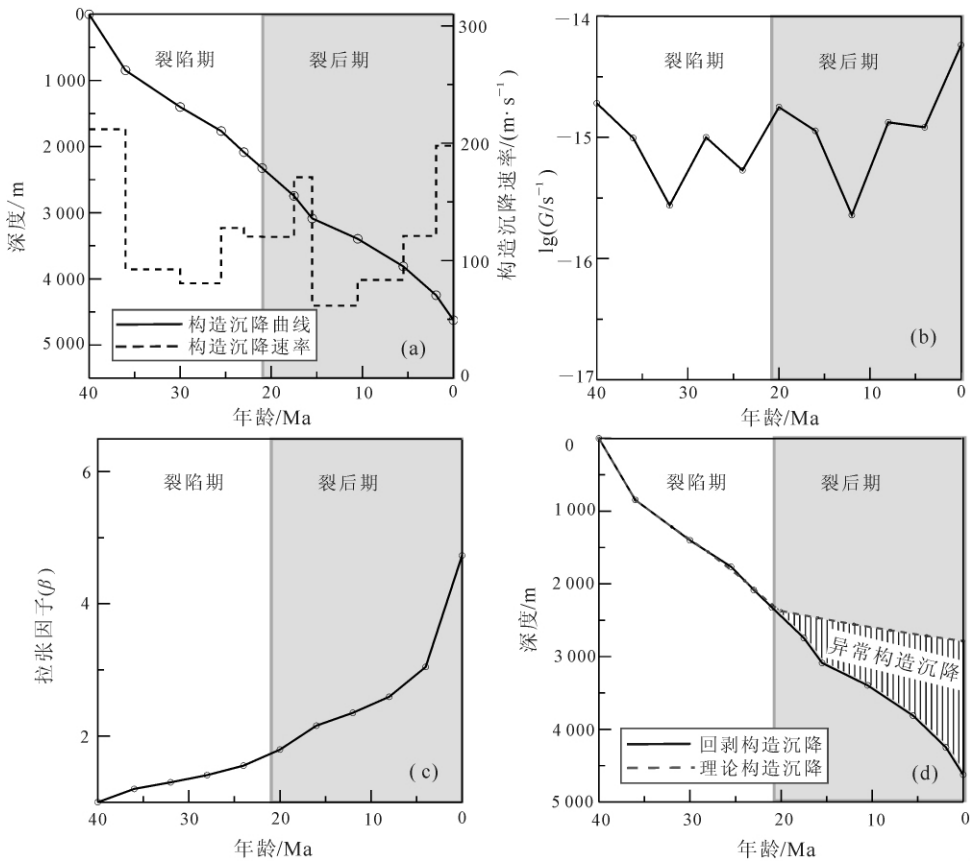 0
1 000
2 000
3 000
4 000
5 000
深度/m
裂陷期
裂后期
300
200
100
0
构造沉降速率/(m·s⁻¹)
构造沉降曲线
构造沉降速率
(a)
40
30
20
10
0
年龄/Ma
-14
-15
-16
-17
lg(G/s⁻¹)
裂陷期
裂后期
(b)
40
30
20
10
0
年龄/Ma
6
4
2
拉张因子(β)
裂陷期
裂后期
(c)
40
30
20
10
0
年龄/Ma
0
1 000
2 000
3 000
4 000
5 000
深度/m
裂陷期
裂后期
异常构造沉降
回剥构造沉降
理论构造沉降
(d)
40
30
20
10
0
年龄/Ma